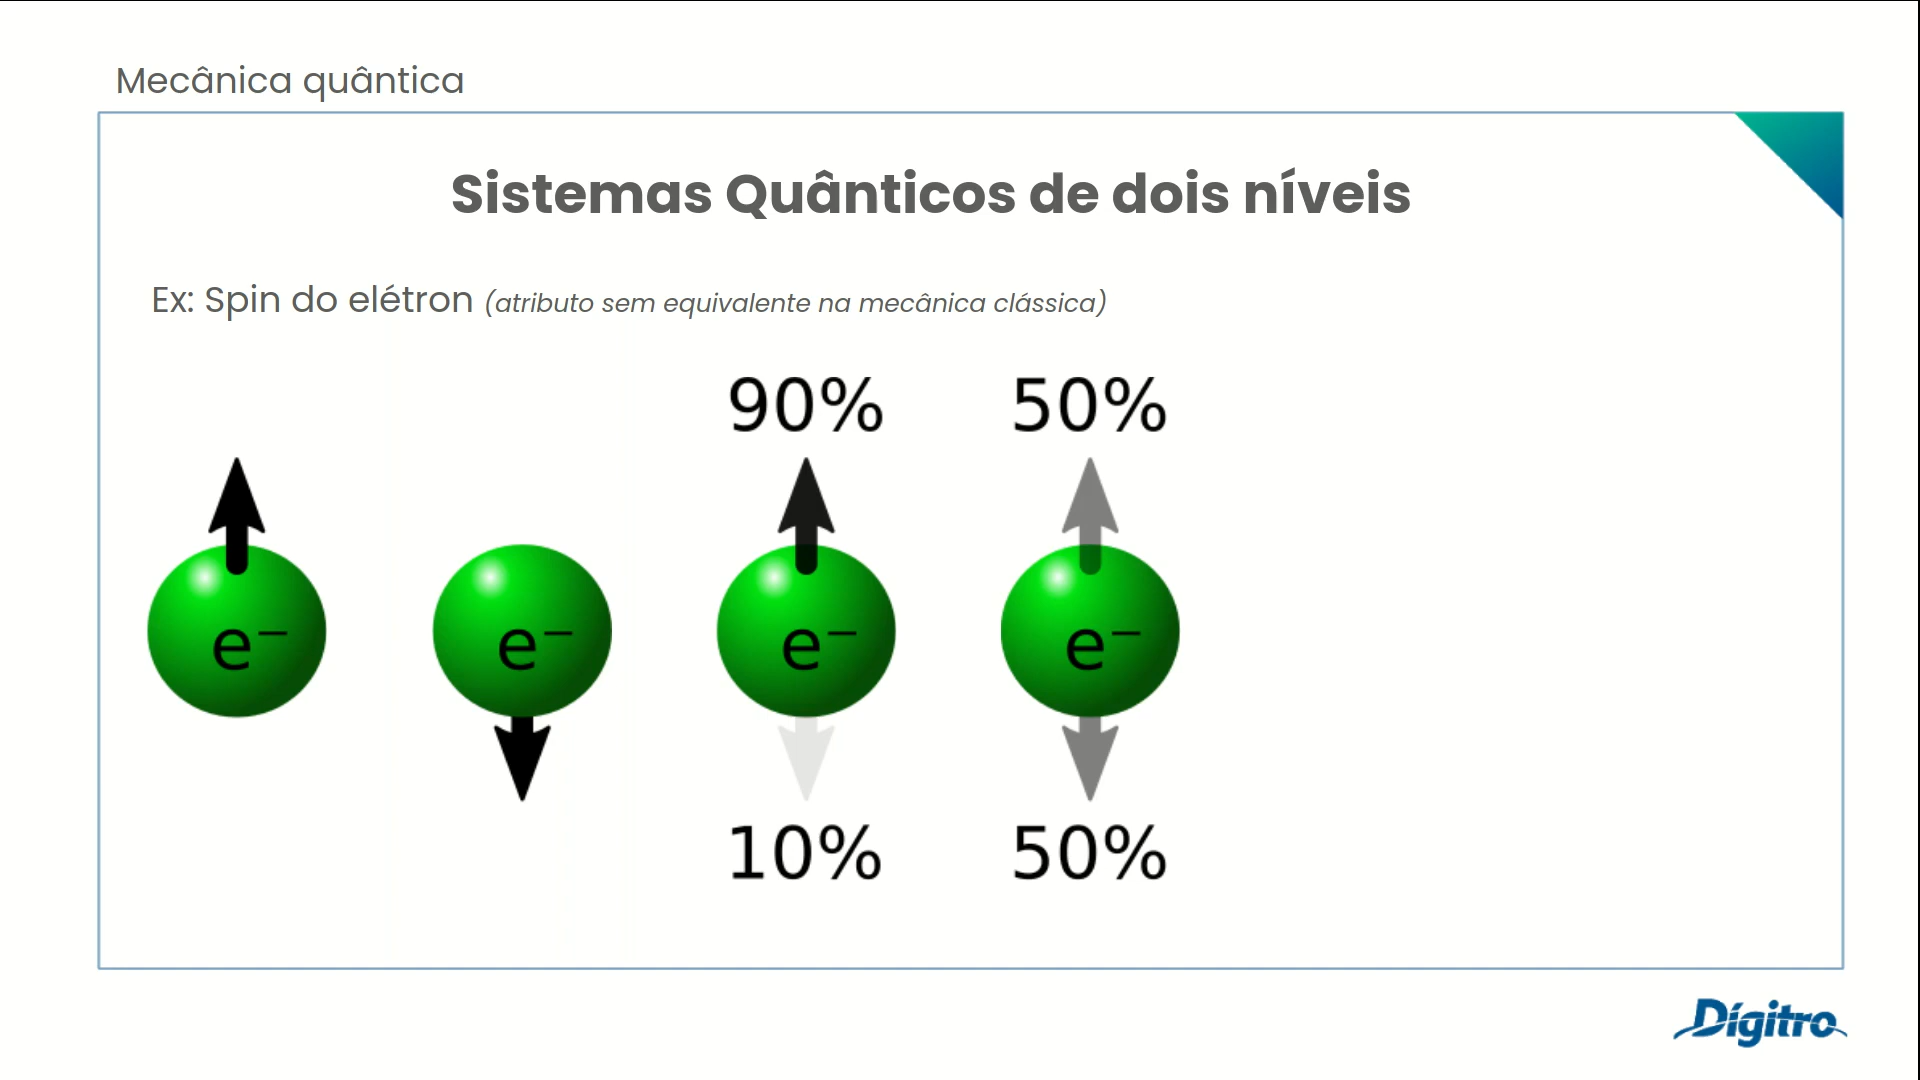 Mecânica quântica
Sistemas Quânticos de dois níveis
Ex: Spin do elétron (atributo sem equivalente na mecânica clássica)
90% 50%
e⁻ e⁻ e⁻ e⁻
10% 50%
Dígitro